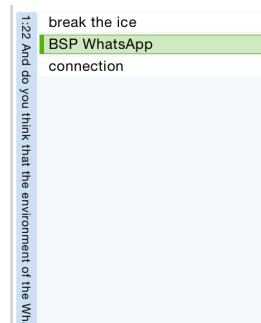 1:22 And do you think that the environment of the Wh
break the ice
BSP WhatsApp
connection